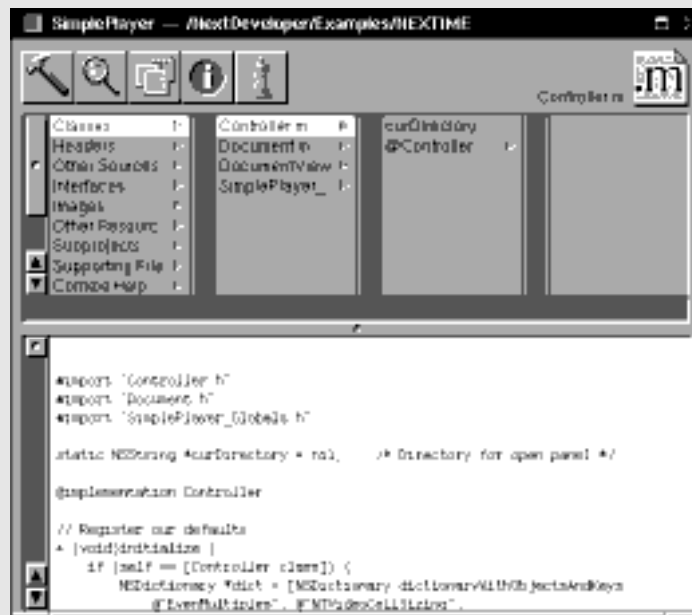 SimplePlayer — /NextDeveloper/Examples/NEXTIME
.m
Controller.m
Classes
Headers
Other Sources
Interfaces
Images
Other Resourc
Subprojects
Supporting File
Context Help
Controller.m
Document.m
DocumentView
SimplePlayer_
curDirectory
@Controller
#import "Controller.h"
#import "Document.h"
#import "SimplePlayer_Globals.h"
static NSString *curDirectory = nil; /* Directory for open panel */
@implementation Controller
// Register our defaults
+ (void)initialize {
if (self == [Controller class]) {
NSDictionary *dict = [NSDictionary dictionaryWithObjectsAndKeys
@"EvenMultiples", @"NTVideoCellSizing",